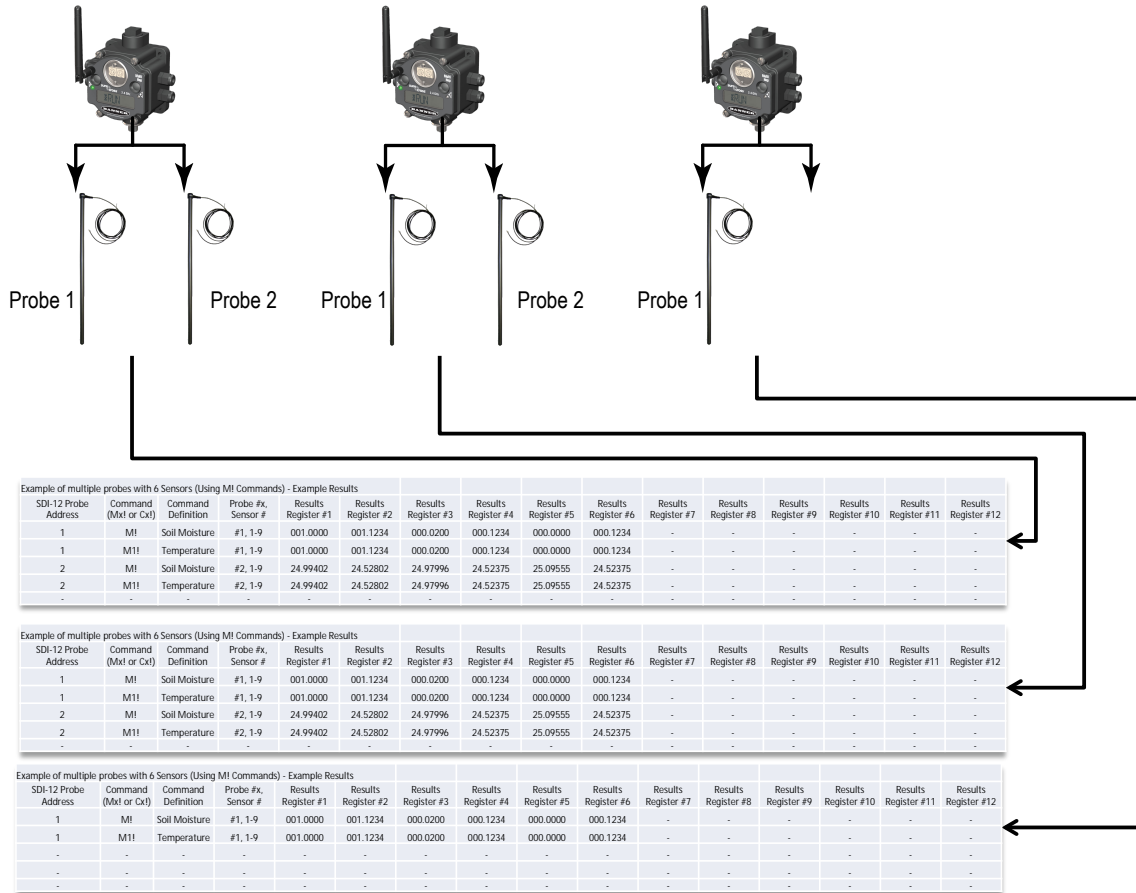 BANNER
BANNER
BANNER
Probe 1 Probe 2 Probe 1 Probe 2 Probe 1
Example of multiple probes with 6 Sensors (Using M! Commands) - Example Results
SDI-12 Probe Address Command (Mx! or Cx!) Command Definition Probe #x, Sensor # Results Register #1 Results Register #2 Results Register #3 Results Register #4 Results Register #5 Results Register #6 Results Register #7 Results Register #8 Results Register #9 Results Register #10 Results Register #11 Results Register #12
1 M! Soil Moisture #1, 1-9 001.0000 001.1234 000.0200 000.1234 000.0000 000.1234 - - - - - -
1 M1! Temperature #1, 1-9 001.0000 001.1234 000.0200 000.1234 000.0000 000.1234 - - - - - -
2 M! Soil Moisture #2, 1-9 24.99402 24.52802 24.97996 24.52375 25.09555 24.52375 - - - - - -
2 M1! Temperature #2, 1-9 24.99402 24.52802 24.97996 24.52375 25.09555 24.52375 - - - - - -
- - - - - - - - - - - - - - - -
Example of multiple probes with 6 Sensors (Using M! Commands) - Example Results
SDI-12 Probe Address Command (Mx! or Cx!) Command Definition Probe #x, Sensor # Results Register #1 Results Register #2 Results Register #3 Results Register #4 Results Register #5 Results Register #6 Results Register #7 Results Register #8 Results Register #9 Results Register #10 Results Register #11 Results Register #12
1 M! Soil Moisture #1, 1-9 001.0000 001.1234 000.0200 000.1234 000.0000 000.1234 - - - - - -
1 M1! Temperature #1, 1-9 001.0000 001.1234 000.0200 000.1234 000.0000 000.1234 - - - - - -
2 M! Soil Moisture #2, 1-9 24.99402 24.52802 24.97996 24.52375 25.09555 24.52375 - - - - - -
2 M1! Temperature #2, 1-9 24.99402 24.52802 24.97996 24.52375 25.09555 24.52375 - - - - - -
- - - - - - - - - - - - - - - -
Example of multiple probes with 6 Sensors (Using M! Commands) - Example Results
SDI-12 Probe Address Command (Mx! or Cx!) Command Definition Probe #x, Sensor # Results Register #1 Results Register #2 Results Register #3 Results Register #4 Results Register #5 Results Register #6 Results Register #7 Results Register #8 Results Register #9 Results Register #10 Results Register #11 Results Register #12
1 M! Soil Moisture #1, 1-9 001.0000 001.1234 000.0200 000.1234 000.0000 000.1234 - - - - - -
1 M1! Temperature #1, 1-9 001.0000 001.1234 000.0200 000.1234 000.0000 000.1234 - - - - - -
- - - - - - - - - - - - - - - -
- - - - - - - - - - - - - - - -
- - - - - - - - - - - - - - - -